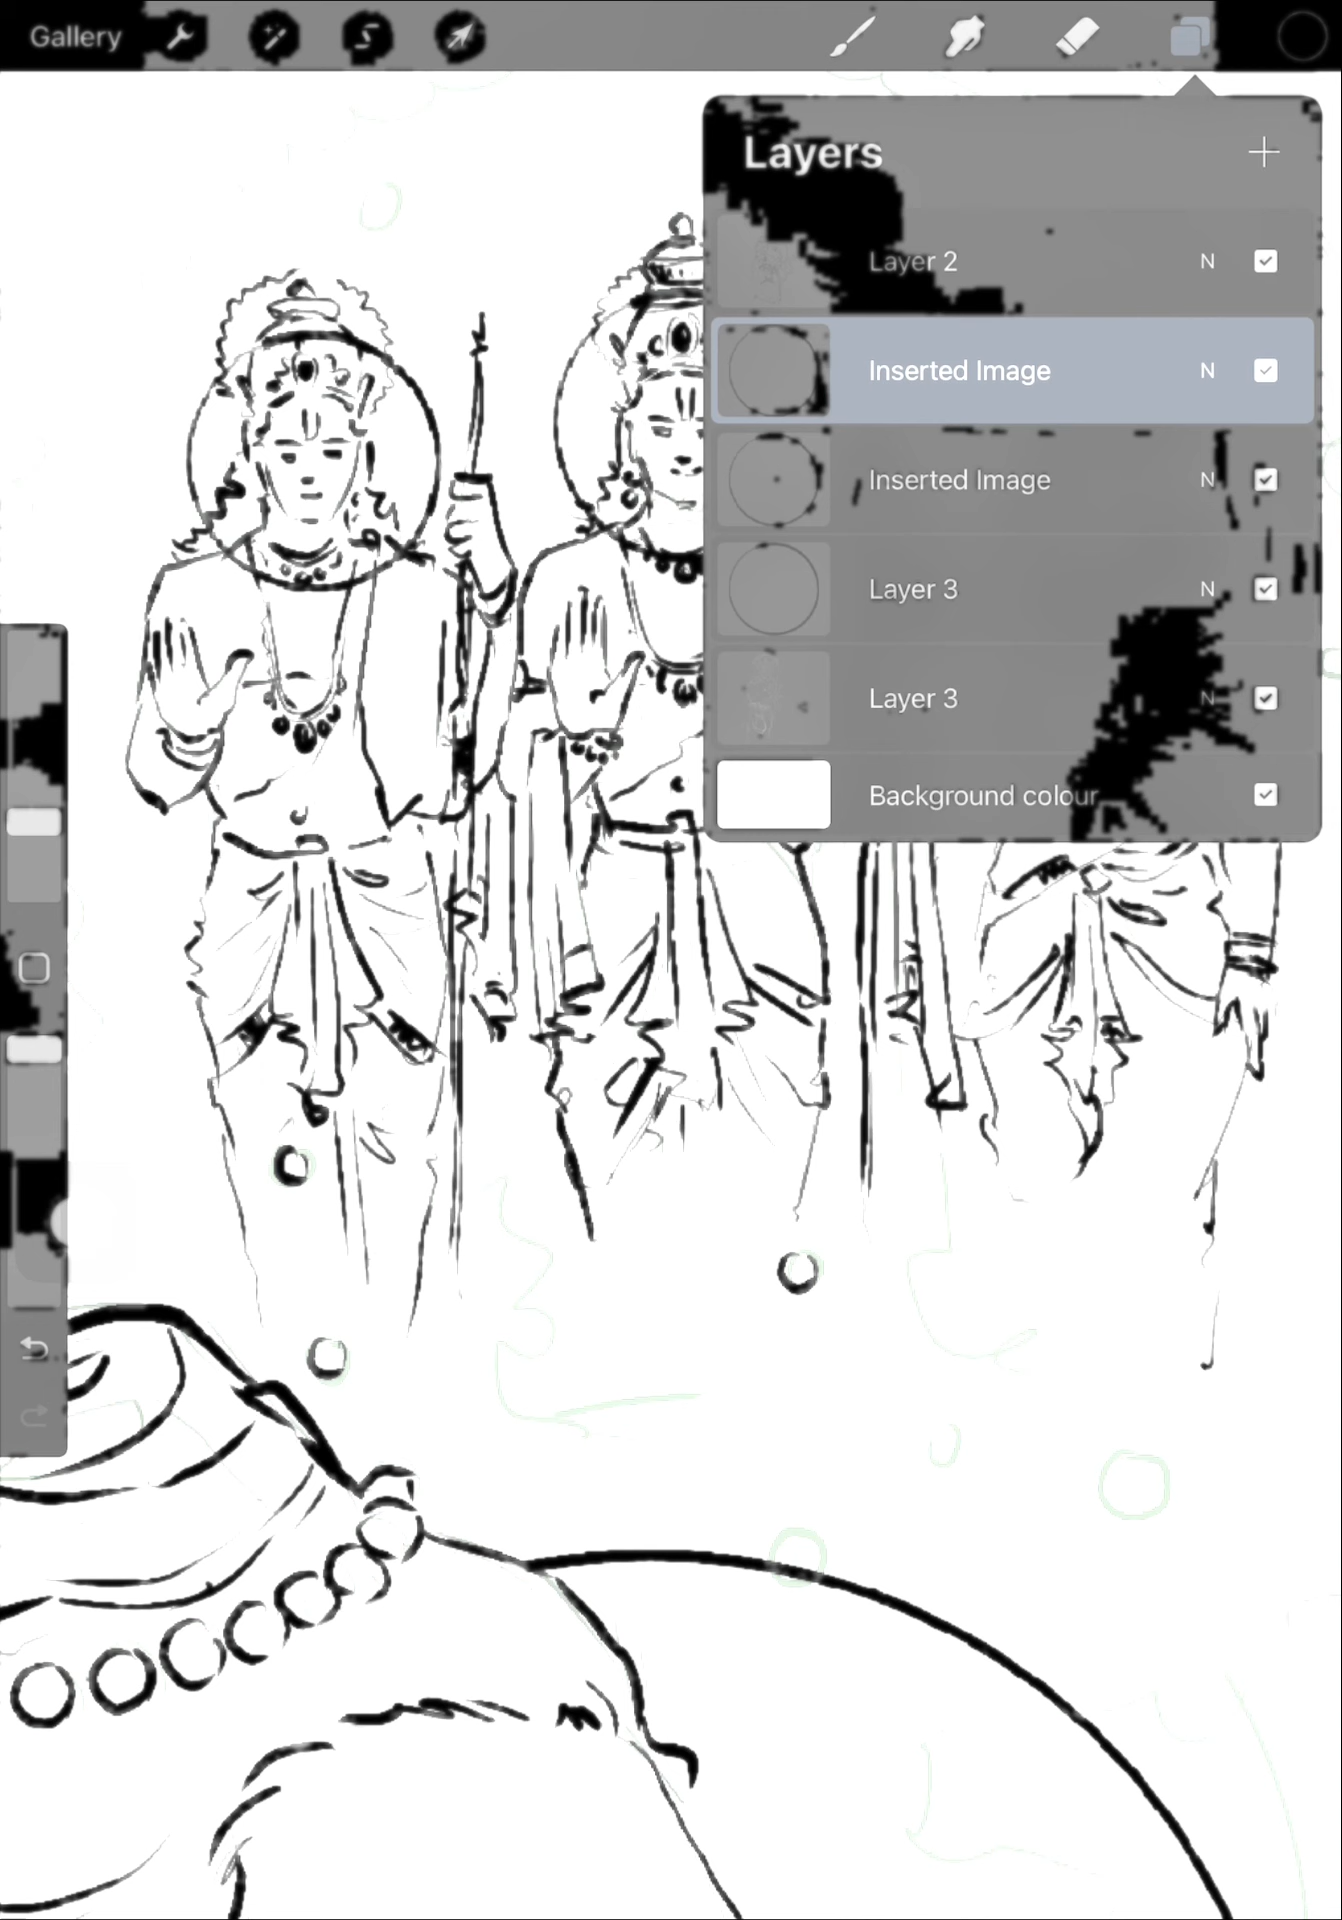 Gallery
Layers
Layer 2 N
Inserted Image N
Inserted Image N
Layer 3 N
Layer 3 N
Background colour